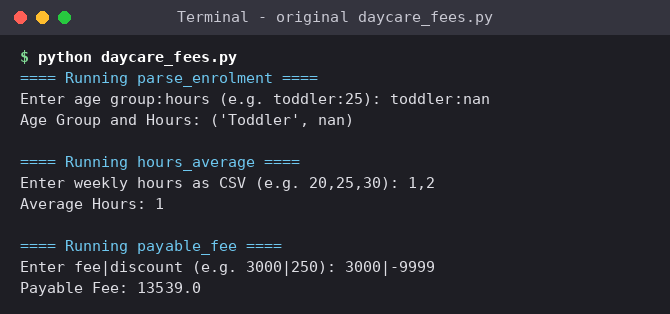 Terminal - original daycare_fees.py
$ python daycare_fees.py
==== Running parse_enrolment ====
Enter age group:hours (e.g. toddler:25): toddler:nan
Age Group and Hours: ('Toddler', nan)
==== Running hours_average ====
Enter weekly hours as CSV (e.g. 20,25,30): 1,2
Average Hours: 1
==== Running payable_fee ====
Enter fee|discount (e.g. 3000|250): 3000|-9999
Payable Fee: 13539.0